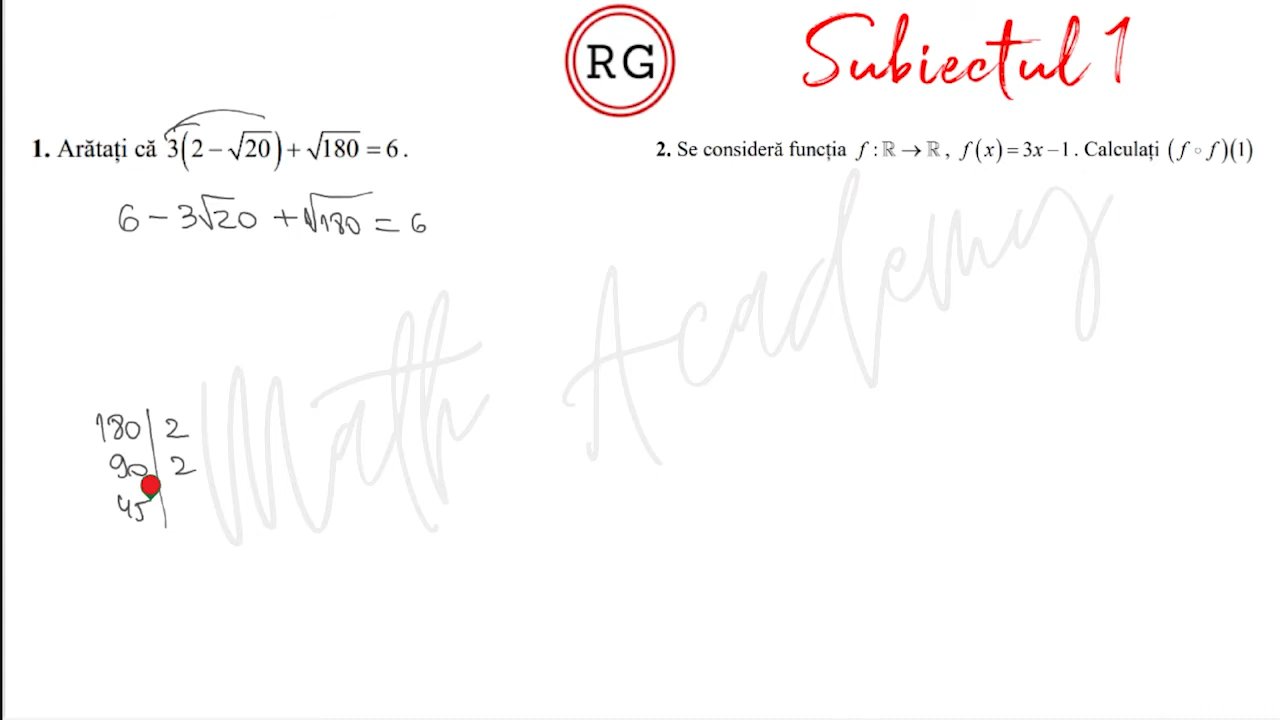 RG
Subiectul 1
1. Arătați că 3(2 − √20) + √180 = 6.
6 − 3√20 + √180 = 6
180 | 2
90 | 2
45 |
2. Se consideră funcția f : ℝ → ℝ, f(x) = 3x − 1. Calculați (f ∘ f)(1)
Math Academy